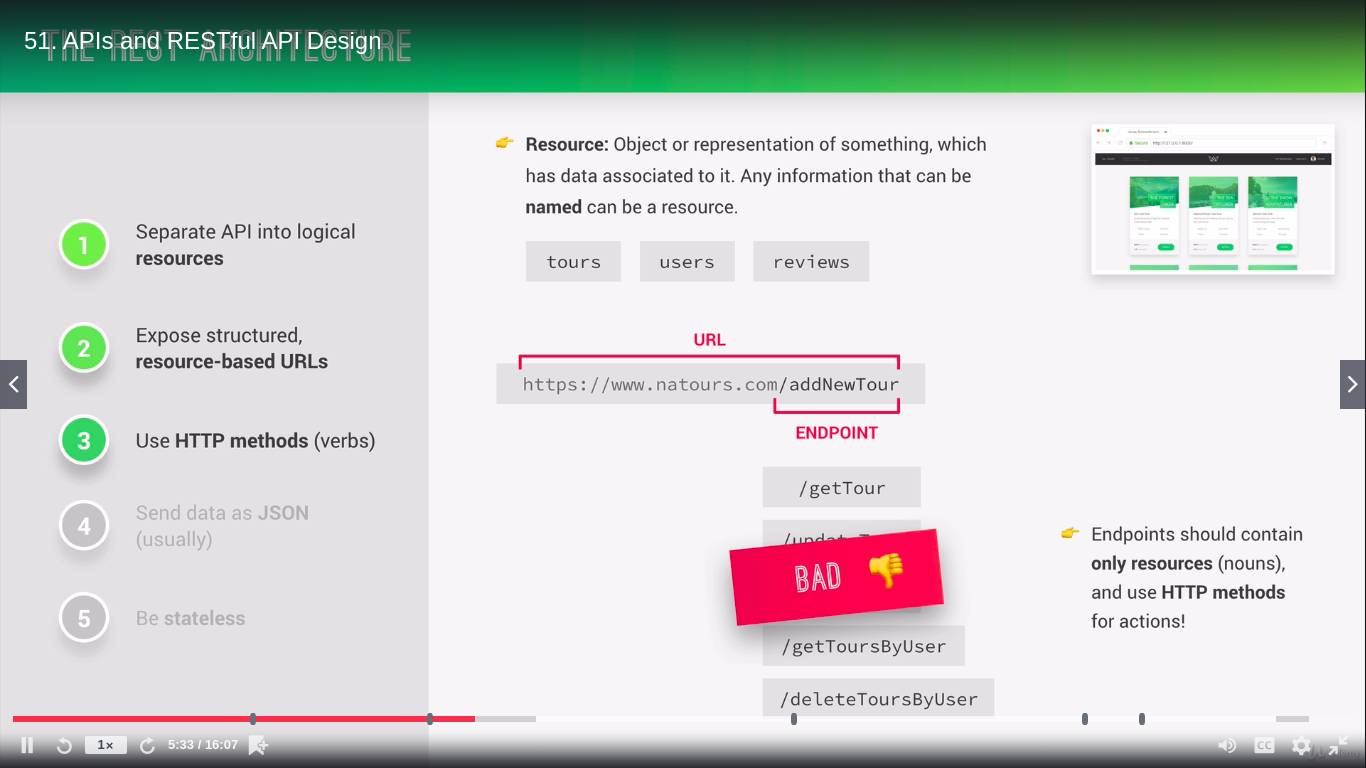 51. APIs and RESTful API Design
THE REST ARCHITECTURE
1
Separate API into logical
resources
2
Expose structured,
resource-based URLs
3
Use HTTP methods (verbs)
4
Send data as JSON
(usually)
5
Be stateless
Resource: Object or representation of something, which
has data associated to it. Any information that can be
named can be a resource.
tours users reviews
URL
https://www.natours.com/addNewTour
ENDPOINT
/getTour
BAD
/getToursByUser
/deleteToursByUser
Endpoints should contain
only resources (nouns),
and use HTTP methods
for actions!
1x
5:33 / 16:07
CC